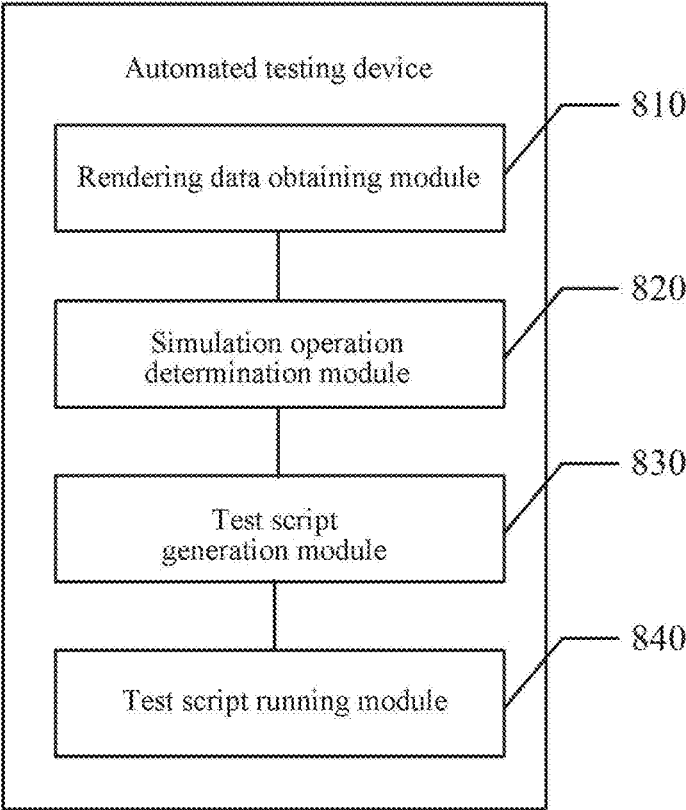 Automated testing device
810
Rendering data obtaining module
820
Simulation operation
determination module
830
Test script
generation module
840
Test script running module